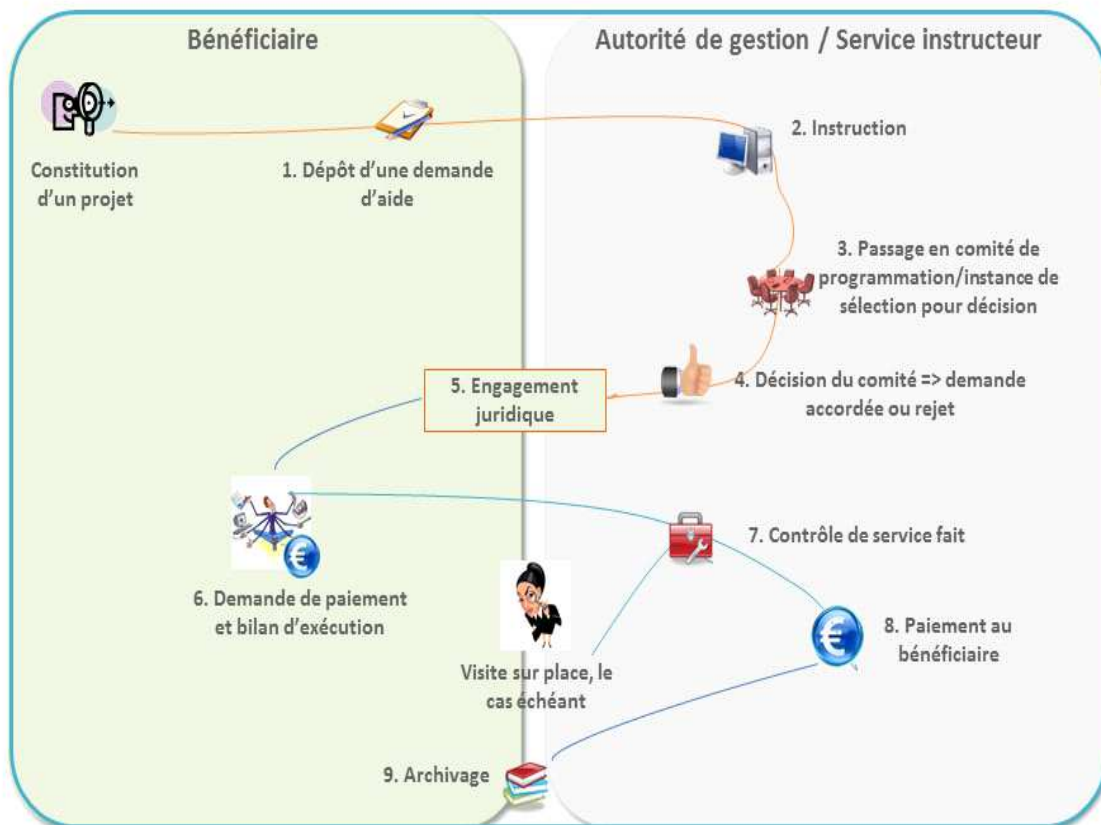 Bénéficiaire
Autorité de gestion / Service instructeur
Constitution
d'un projet
1. Dépôt d'une demande
d'aide
2. Instruction
3. Passage en comité de
programmation/instance de
sélection pour décision
4. Décision du comité => demande
accordée ou rejet
5. Engagement
juridique
6. Demande de paiement
et bilan d'exécution
7. Contrôle de service fait
Visite sur place, le
cas échéant
8. Paiement au
bénéficiaire
9. Archivage